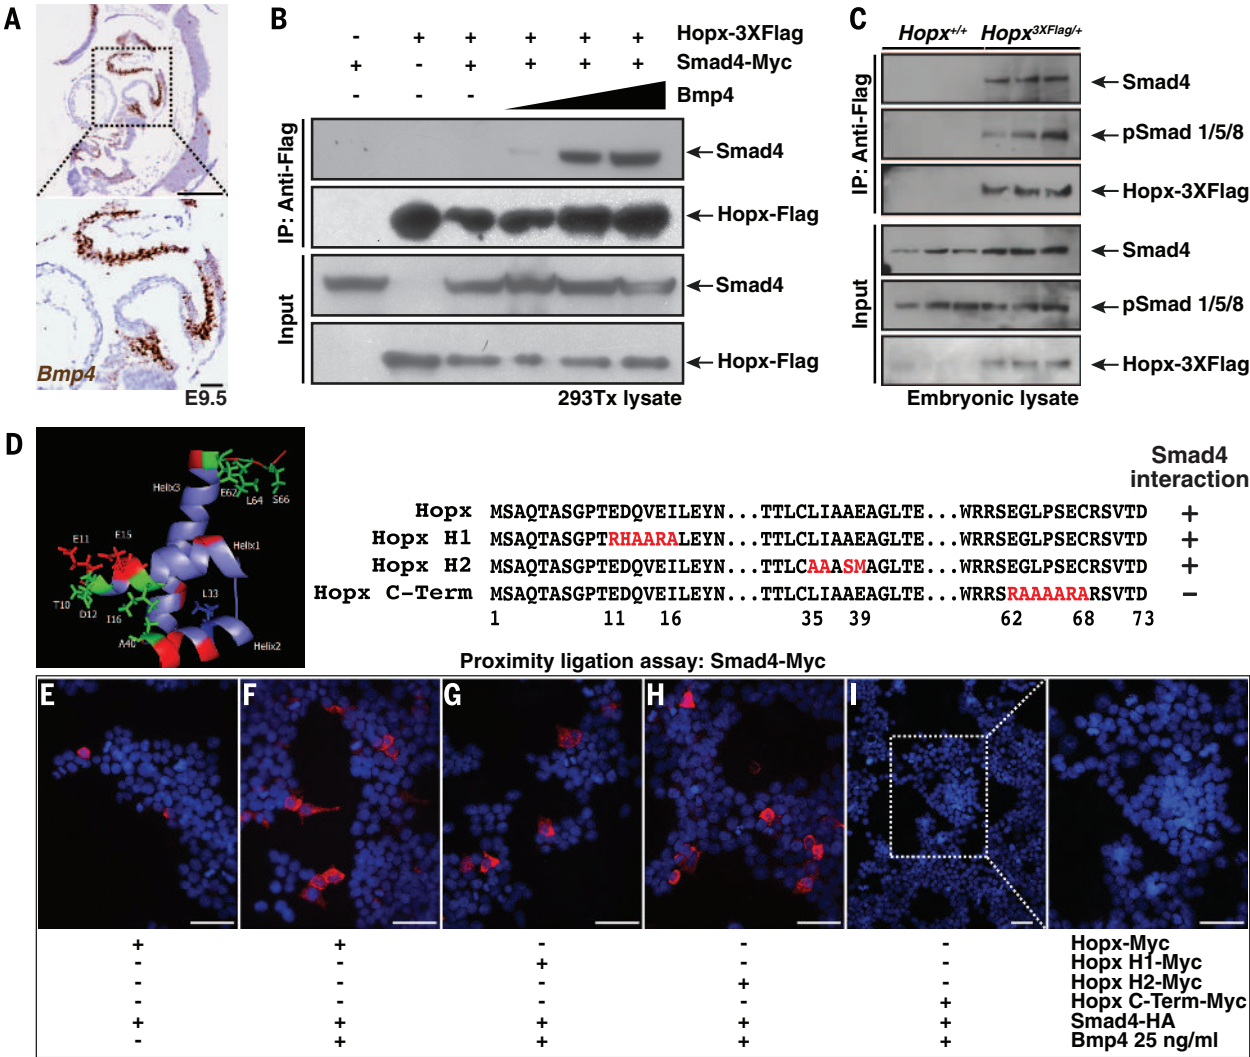 A
Bmp4
E9.5
B
- + + + + + Hopx-3XFlag
+ - + + + + Smad4-Myc
- - - Bmp4
IP: Anti-Flag
Smad4
Hopx-Flag
Input
Smad4
Hopx-Flag
293Tx lysate
C
Hopx+/+ Hopx3XFlag/+
IP: Anti-Flag
Smad4
pSmad 1/5/8
Hopx-3XFlag
Input
Smad4
pSmad 1/5/8
Hopx-3XFlag
Embryonic lysate
D
Helix3
E62
L64
S66
E11
E15
Helix1
T10
D12
I16
L33
A40
Helix2
Smad4
interaction
Hopx MSAQTASGPTEDQVEILEYN...TTLCLIAAEAGLTE...WRRSEGLPSECRSVTD +
Hopx H1 MSAQTASGPTRHAARALEYN...TTLCLIAAEAGLTE...WRRSEGLPSECRSVTD +
Hopx H2 MSAQTASGPTEDQVEILEYN...TTLCAAASMAGLTE...WRRSEGLPSECRSVTD +
Hopx C-Term MSAQTASGPTEDQVEILEYN...TTLCLIAAEAGLTE...WRRSRAAAARARSVTD -
1 11 16 35 39 62 68 73
Proximity ligation assay: Smad4-Myc
E F G H I
+ + - - - Hopx-Myc
- - + - - Hopx H1-Myc
- - - + - Hopx H2-Myc
- - - - + Hopx C-Term-Myc
+ + + + + Smad4-HA
- + + + + Bmp4 25 ng/ml